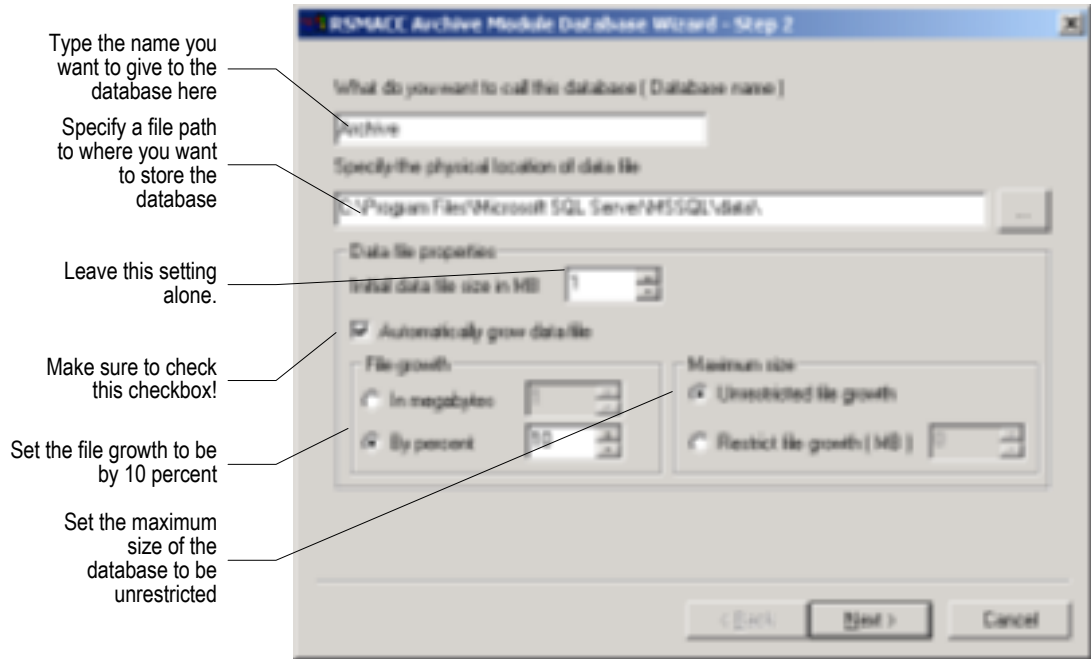 Type the name you
want to give to the
database here
Specify a file path
to where you want
to store the
database
Leave this setting
alone.
Make sure to check
this checkbox!
Set the file growth to be
by 10 percent
Set the maximum
size of the
database to be
unrestricted
RSMACC Archive Module Database Wizard - Step 2
What do you want to call this database ( Database name )
Archive
Specify the physical location of data file
C:\Program Files\Microsoft SQL Server\MSSQL\data\
...
Data file properties
Initial data file size in MB 1
Automatically grow data file
File growth
In megabytes 1
By percent 10
Maximum size
Unrestricted file growth
Restrict file growth ( MB ) 0
< Back Next > Cancel